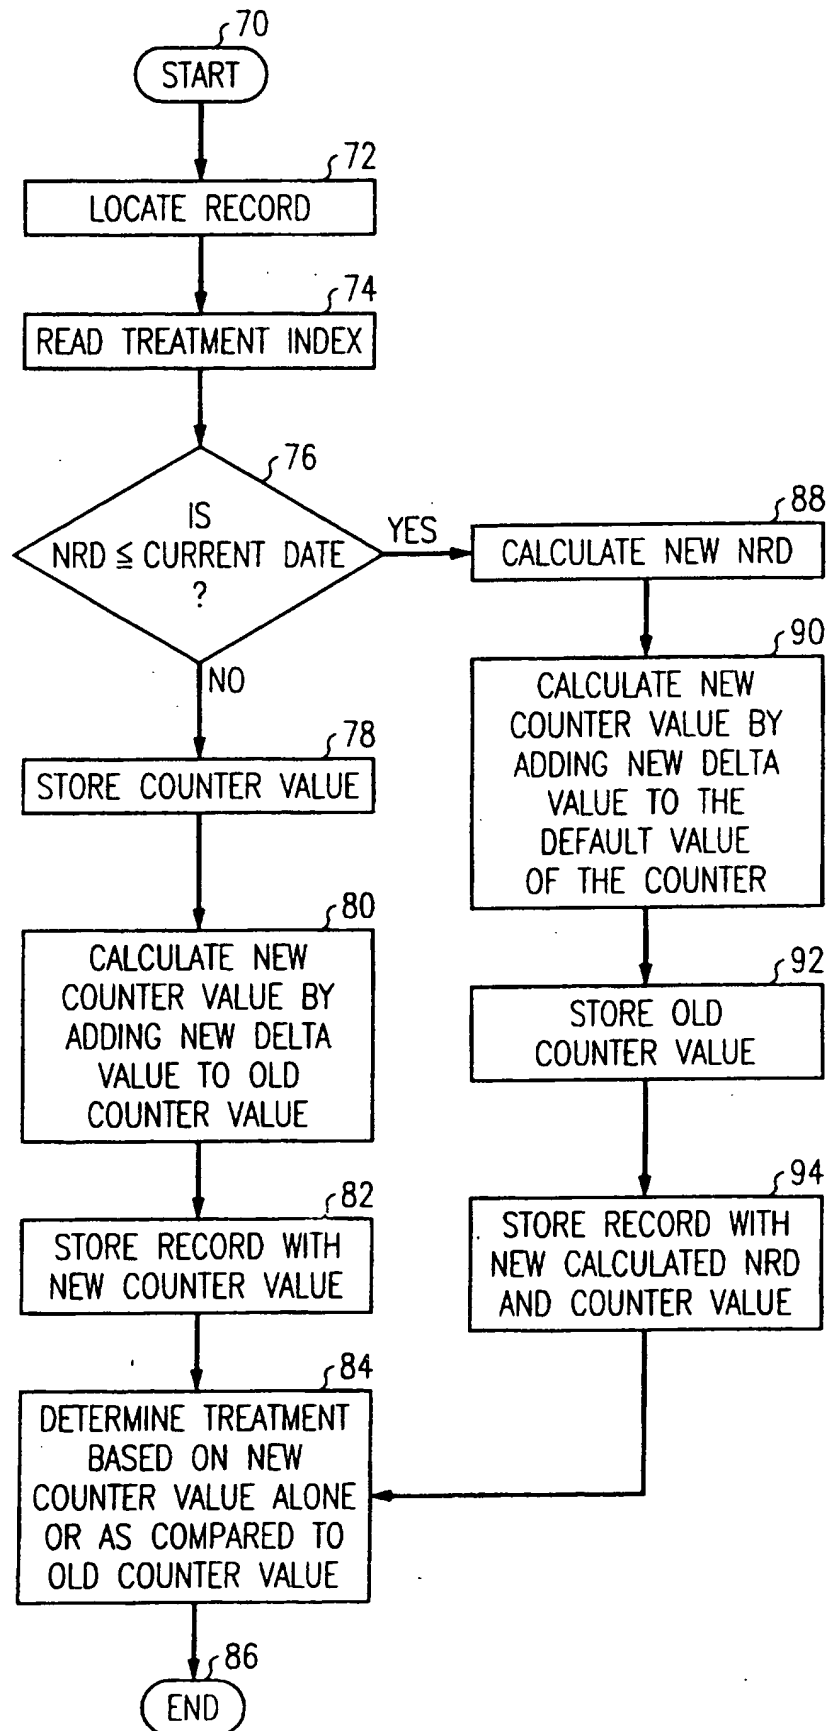 70
START
72
LOCATE RECORD
74
READ TREATMENT INDEX
76
IS
NRD ≦ CURRENT DATE
?
YES
NO
78
STORE COUNTER VALUE
80
CALCULATE NEW
COUNTER VALUE BY
ADDING NEW DELTA
VALUE TO OLD
COUNTER VALUE
82
STORE RECORD WITH
NEW COUNTER VALUE
84
DETERMINE TREATMENT
BASED ON NEW
COUNTER VALUE ALONE
OR AS COMPARED TO
OLD COUNTER VALUE
86
END
88
CALCULATE NEW NRD
90
CALCULATE NEW
COUNTER VALUE BY
ADDING NEW DELTA
VALUE TO THE
DEFAULT VALUE
OF THE COUNTER
92
STORE OLD
COUNTER VALUE
94
STORE RECORD WITH
NEW CALCULATED NRD
AND COUNTER VALUE